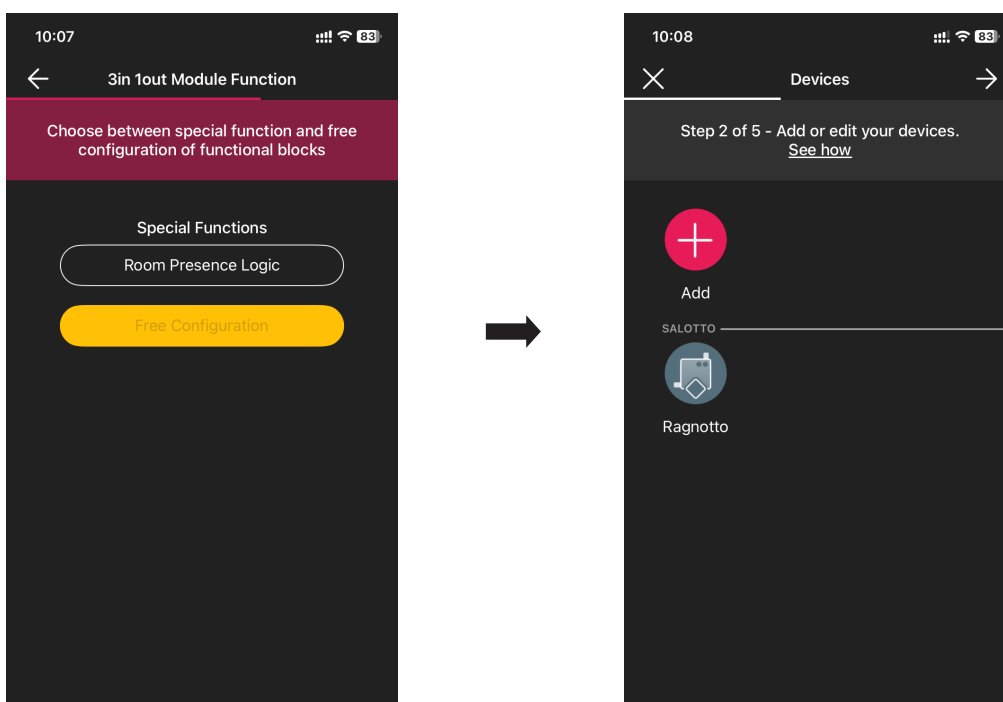 10:07
83
3in 1out Module Function
Choose between special function and free
configuration of functional blocks
Special Functions
Room Presence Logic
Free Configuration
10:08
83
Devices
Step 2 of 5 - Add or edit your devices.
See how
Add
SALOTTO
Ragnotto